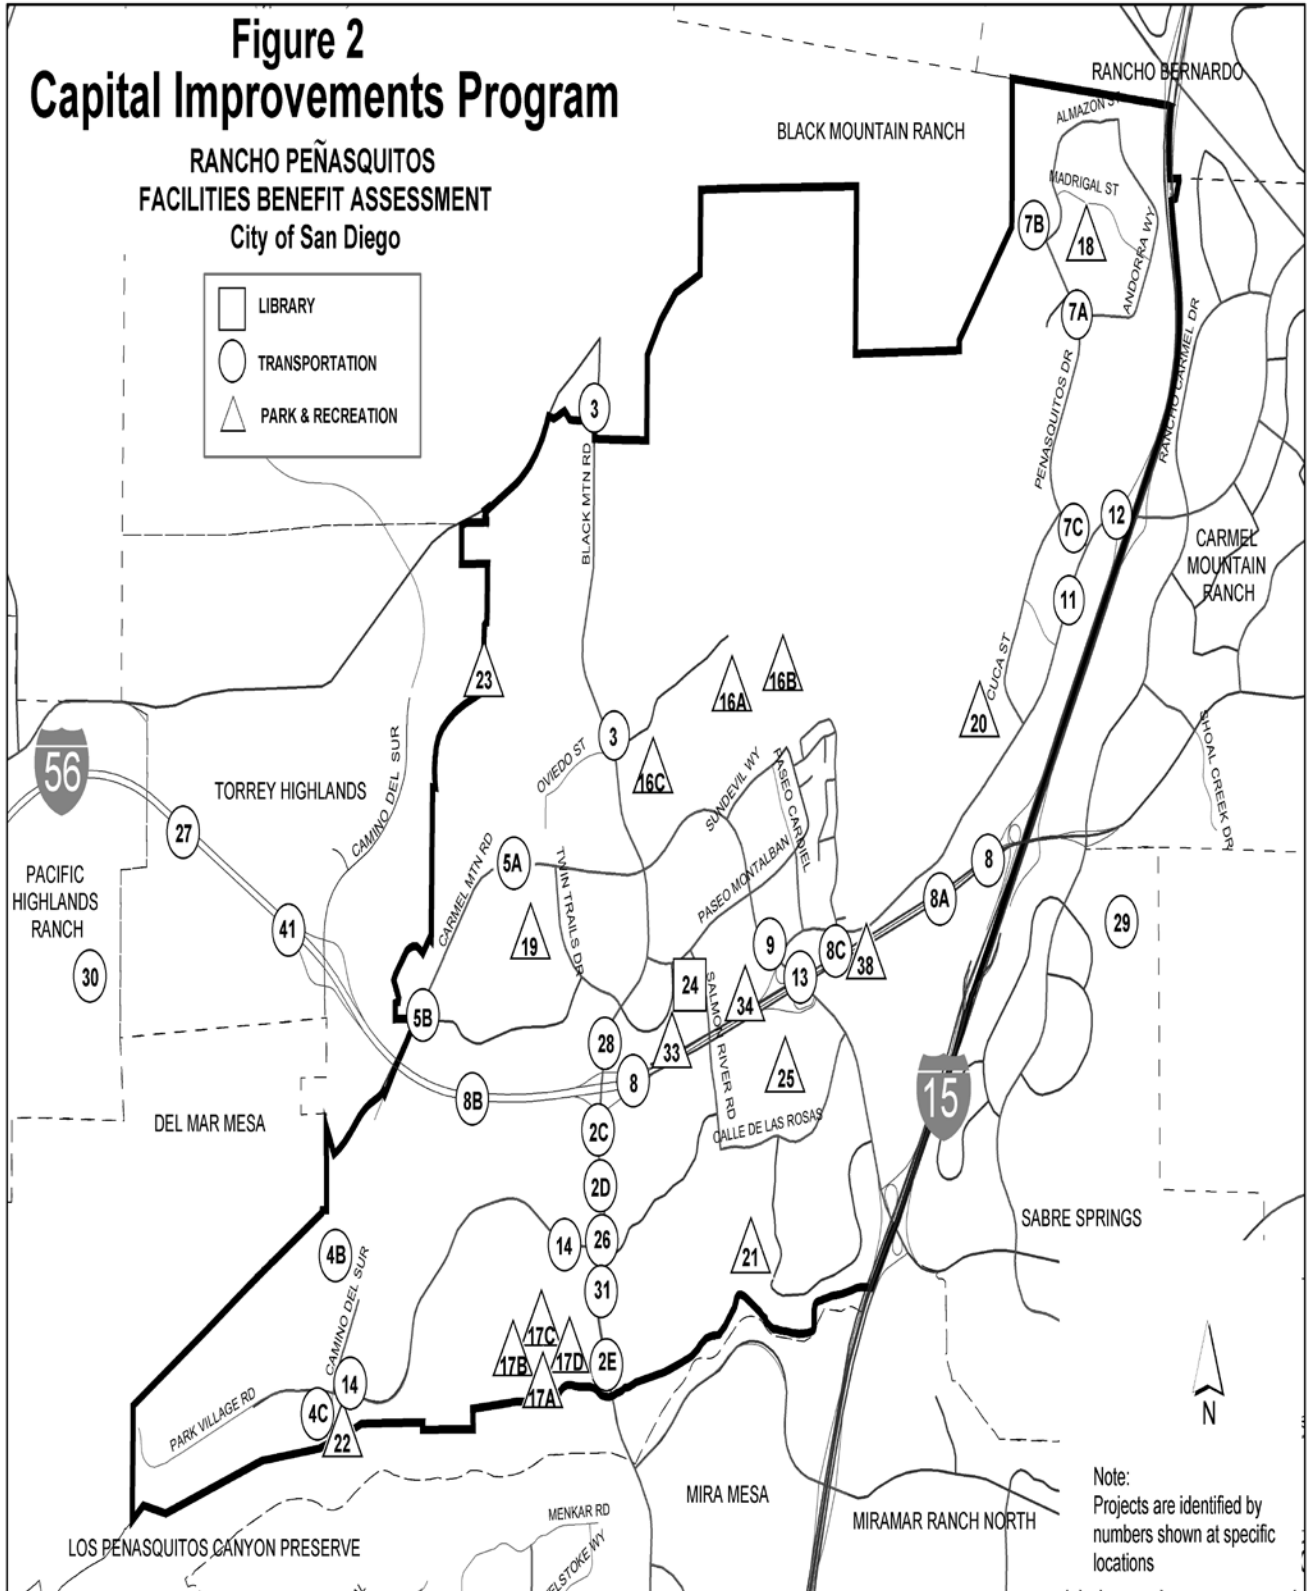 Figure 2
Capital Improvements Program
RANCHO PEÑASQUITOS
FACILITIES BENEFIT ASSESSMENT
City of San Diego
LIBRARY
TRANSPORTATION
PARK & RECREATION
RANCHO BERNARDO
BLACK MOUNTAIN RANCH
ALMAZON ST
MADRIGAL ST
7B
18
ANDORRA WY
7A
RANCHO CARMEL DR
PENASQUITOS DR
3
BLACK MTN RD
7C
12
CARMEL
MOUNTAIN
RANCH
11
CUCA ST
23
16A
16B
20
SHOAL CREEK DR
3
OVIEDO ST
16C
56
TORREY HIGHLANDS
CAMINO DEL SUR
SUNDEVIL WY
PASEO CARDIEL
27
5A
CARMEL MTN RD
TWIN TRAILS DR
PASEO MONTALBAN
8
8A
PACIFIC
HIGHLANDS
RANCH
41
19
9
8C
38
29
30
24
13
34
SALMON RIVER RD
5B
28
33
25
8
8B
15
DEL MAR MESA
2C
CALLE DE LAS ROSAS
2D
4B
14
26
21
SABRE SPRINGS
CAMINO DEL SUR
31
17C
17B
17D
2E
17A
14
4C
22
PARK VILLAGE RD
N
MIRA MESA
MIRAMAR RANCH NORTH
MENKAR RD
LOS PENASQUITOS CANYON PRESERVE
ELSTOKE WY
Note:
Projects are identified by
numbers shown at specific
locations